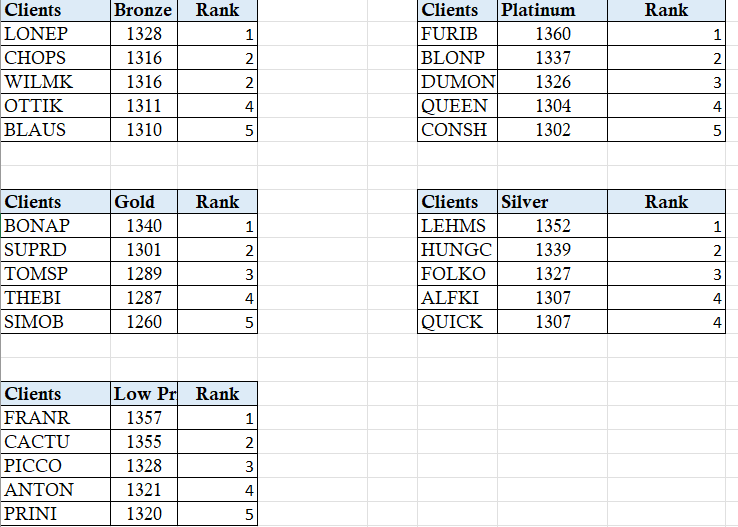 Clients Bronze Rank
LONEP 1328 1
CHOPS 1316 2
WILMK 1316 2
OTTIK 1311 4
BLAUS 1310 5
Clients Platinum Rank
FURIB 1360 1
BLONP 1337 2
DUMON 1326 3
QUEEN 1304 4
CONSH 1302 5
Clients Gold Rank
BONAP 1340 1
SUPRD 1301 2
TOMSP 1289 3
THEBI 1287 4
SIMOB 1260 5
Clients Silver Rank
LEHMS 1352 1
HUNGC 1339 2
FOLKO 1327 3
ALFKI 1307 4
QUICK 1307 4
Clients Low Pr Rank
FRANR 1357 1
CACTU 1355 2
PICCO 1328 3
ANTON 1321 4
PRINI 1320 5